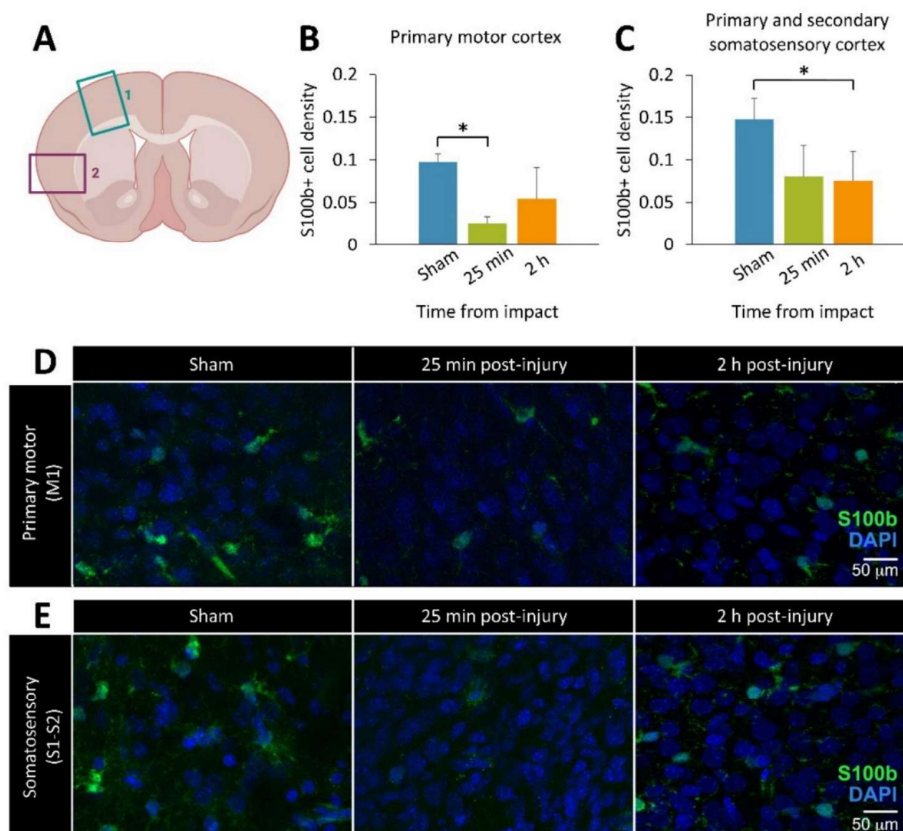 A
1
2
B
Primary motor cortex
S100b+ cell density
0.2
0.15
0.1
0.05
0
*
Sham
25 min
2 h
Time from impact
C
Primary and secondary
somatosensory cortex
S100b+ cell density
0.2
0.15
0.1
0.05
0
*
Sham
25 min
2 h
Time from impact
D
Sham
25 min post-injury
2 h post-injury
Primary motor
(M1)
S100b
DAPI
50 μm
E
Sham
25 min post-injury
2 h post-injury
Somatosensory
(S1-S2)
S100b
DAPI
50 μm